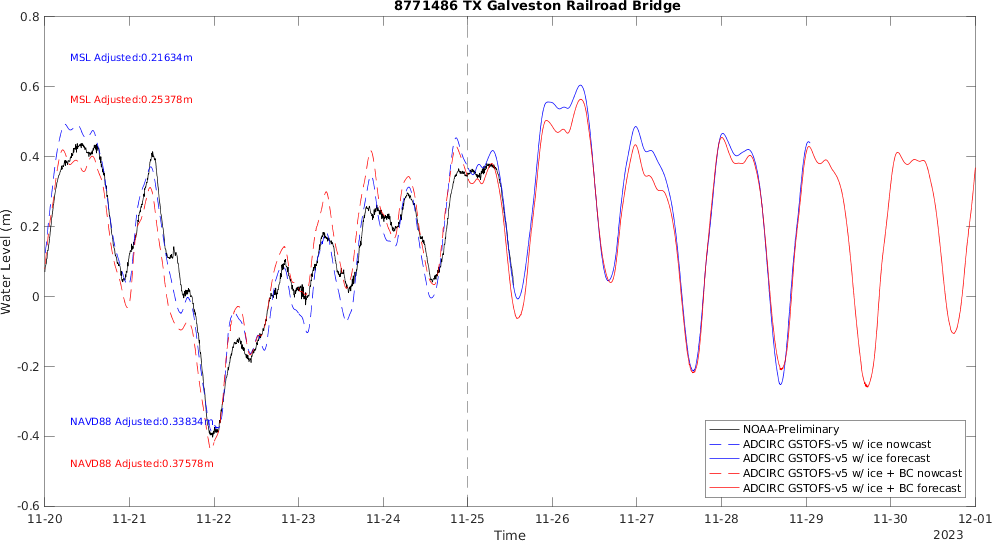 8771486 TX Galveston Railroad Bridge
0.8
0.6
0.4
0.2
0
-0.2
-0.4
-0.6
Water Level (m)
MSL Adjusted:0.21634m
MSL Adjusted:0.25378m
NAVD88 Adjusted:0.33834m
NAVD88 Adjusted:0.37578m
NOAA-Preliminary
ADCIRC GSTOFS-v5 w/ ice nowcast
ADCIRC GSTOFS-v5 w/ ice forecast
ADCIRC GSTOFS-v5 w/ ice + BC nowcast
ADCIRC GSTOFS-v5 w/ ice + BC forecast
11-20 11-21 11-22 11-23 11-24 11-25 11-26 11-27 11-28 11-29 11-30 12-01
Time
2023